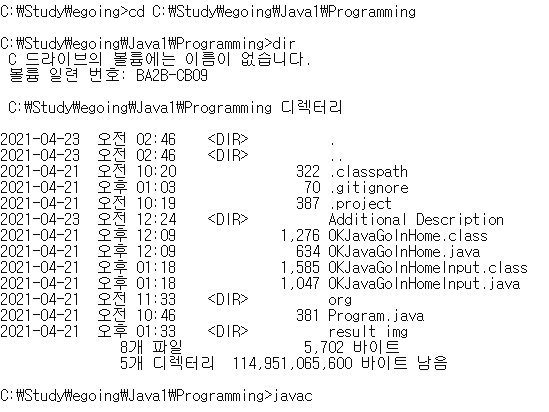 C:₩Study₩egoing>cd C:₩Study₩egoing₩Java1₩Programming
C:₩Study₩egoing₩Java1₩Programming>dir
 C 드라이브의 볼륨에는 이름이 없습니다.
 볼륨 일련 번호: BA2B-CB09
 C:₩Study₩egoing₩Java1₩Programming 디렉터리
2021-04-23  오전 02:46    <DIR>          .
2021-04-23  오전 02:46    <DIR>          ..
2021-04-21  오전 10:20               322 .classpath
2021-04-21  오후 01:03                70 .gitignore
2021-04-21  오전 10:19               387 .project
2021-04-23  오전 12:24    <DIR>          Additional Description
2021-04-21  오후 12:09             1,276 OKJavaGoInHome.class
2021-04-21  오후 12:09               634 OKJavaGoInHome.java
2021-04-21  오후 01:18             1,585 OKJavaGoInHomeInput.class
2021-04-21  오후 01:18             1,047 OKJavaGoInHomeInput.java
2021-04-21  오전 11:33    <DIR>          org
2021-04-21  오전 10:46               381 Program.java
2021-04-21  오후 01:33    <DIR>          result img
               8개 파일               5,702 바이트
               5개 디렉터리  114,951,065,600 바이트 남음
C:₩Study₩egoing₩Java1₩Programming>javac